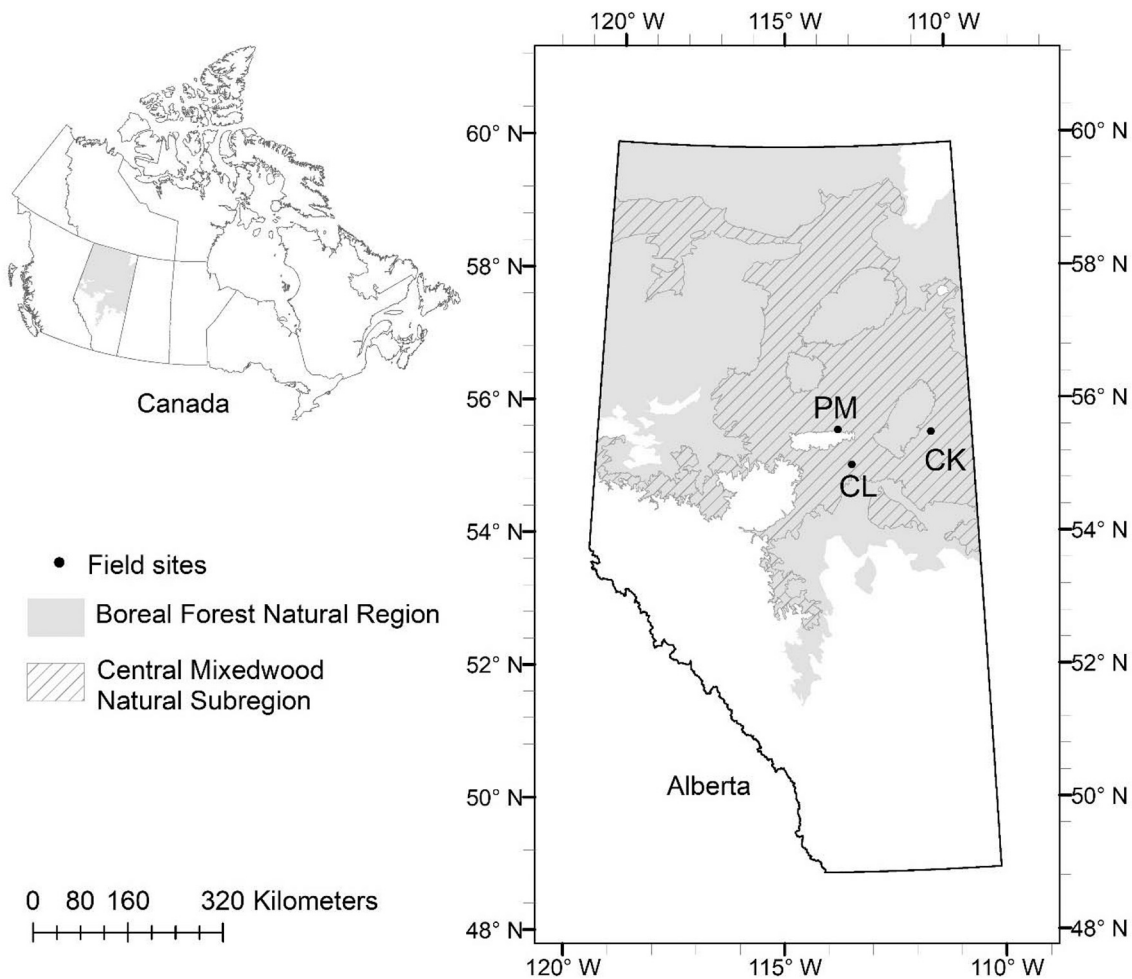 120° W 115° W 110° W
60° N 60° N
58° N 58° N
Canada
56° N 56° N
PM
CK
CL
54° N 54° N
Field sites
Boreal Forest Natural Region
Central Mixedwood
Natural Subregion
52° N 52° N
Alberta
50° N 50° N
0 80 160 320 Kilometers
48° N 48° N
120° W 115° W 110° W